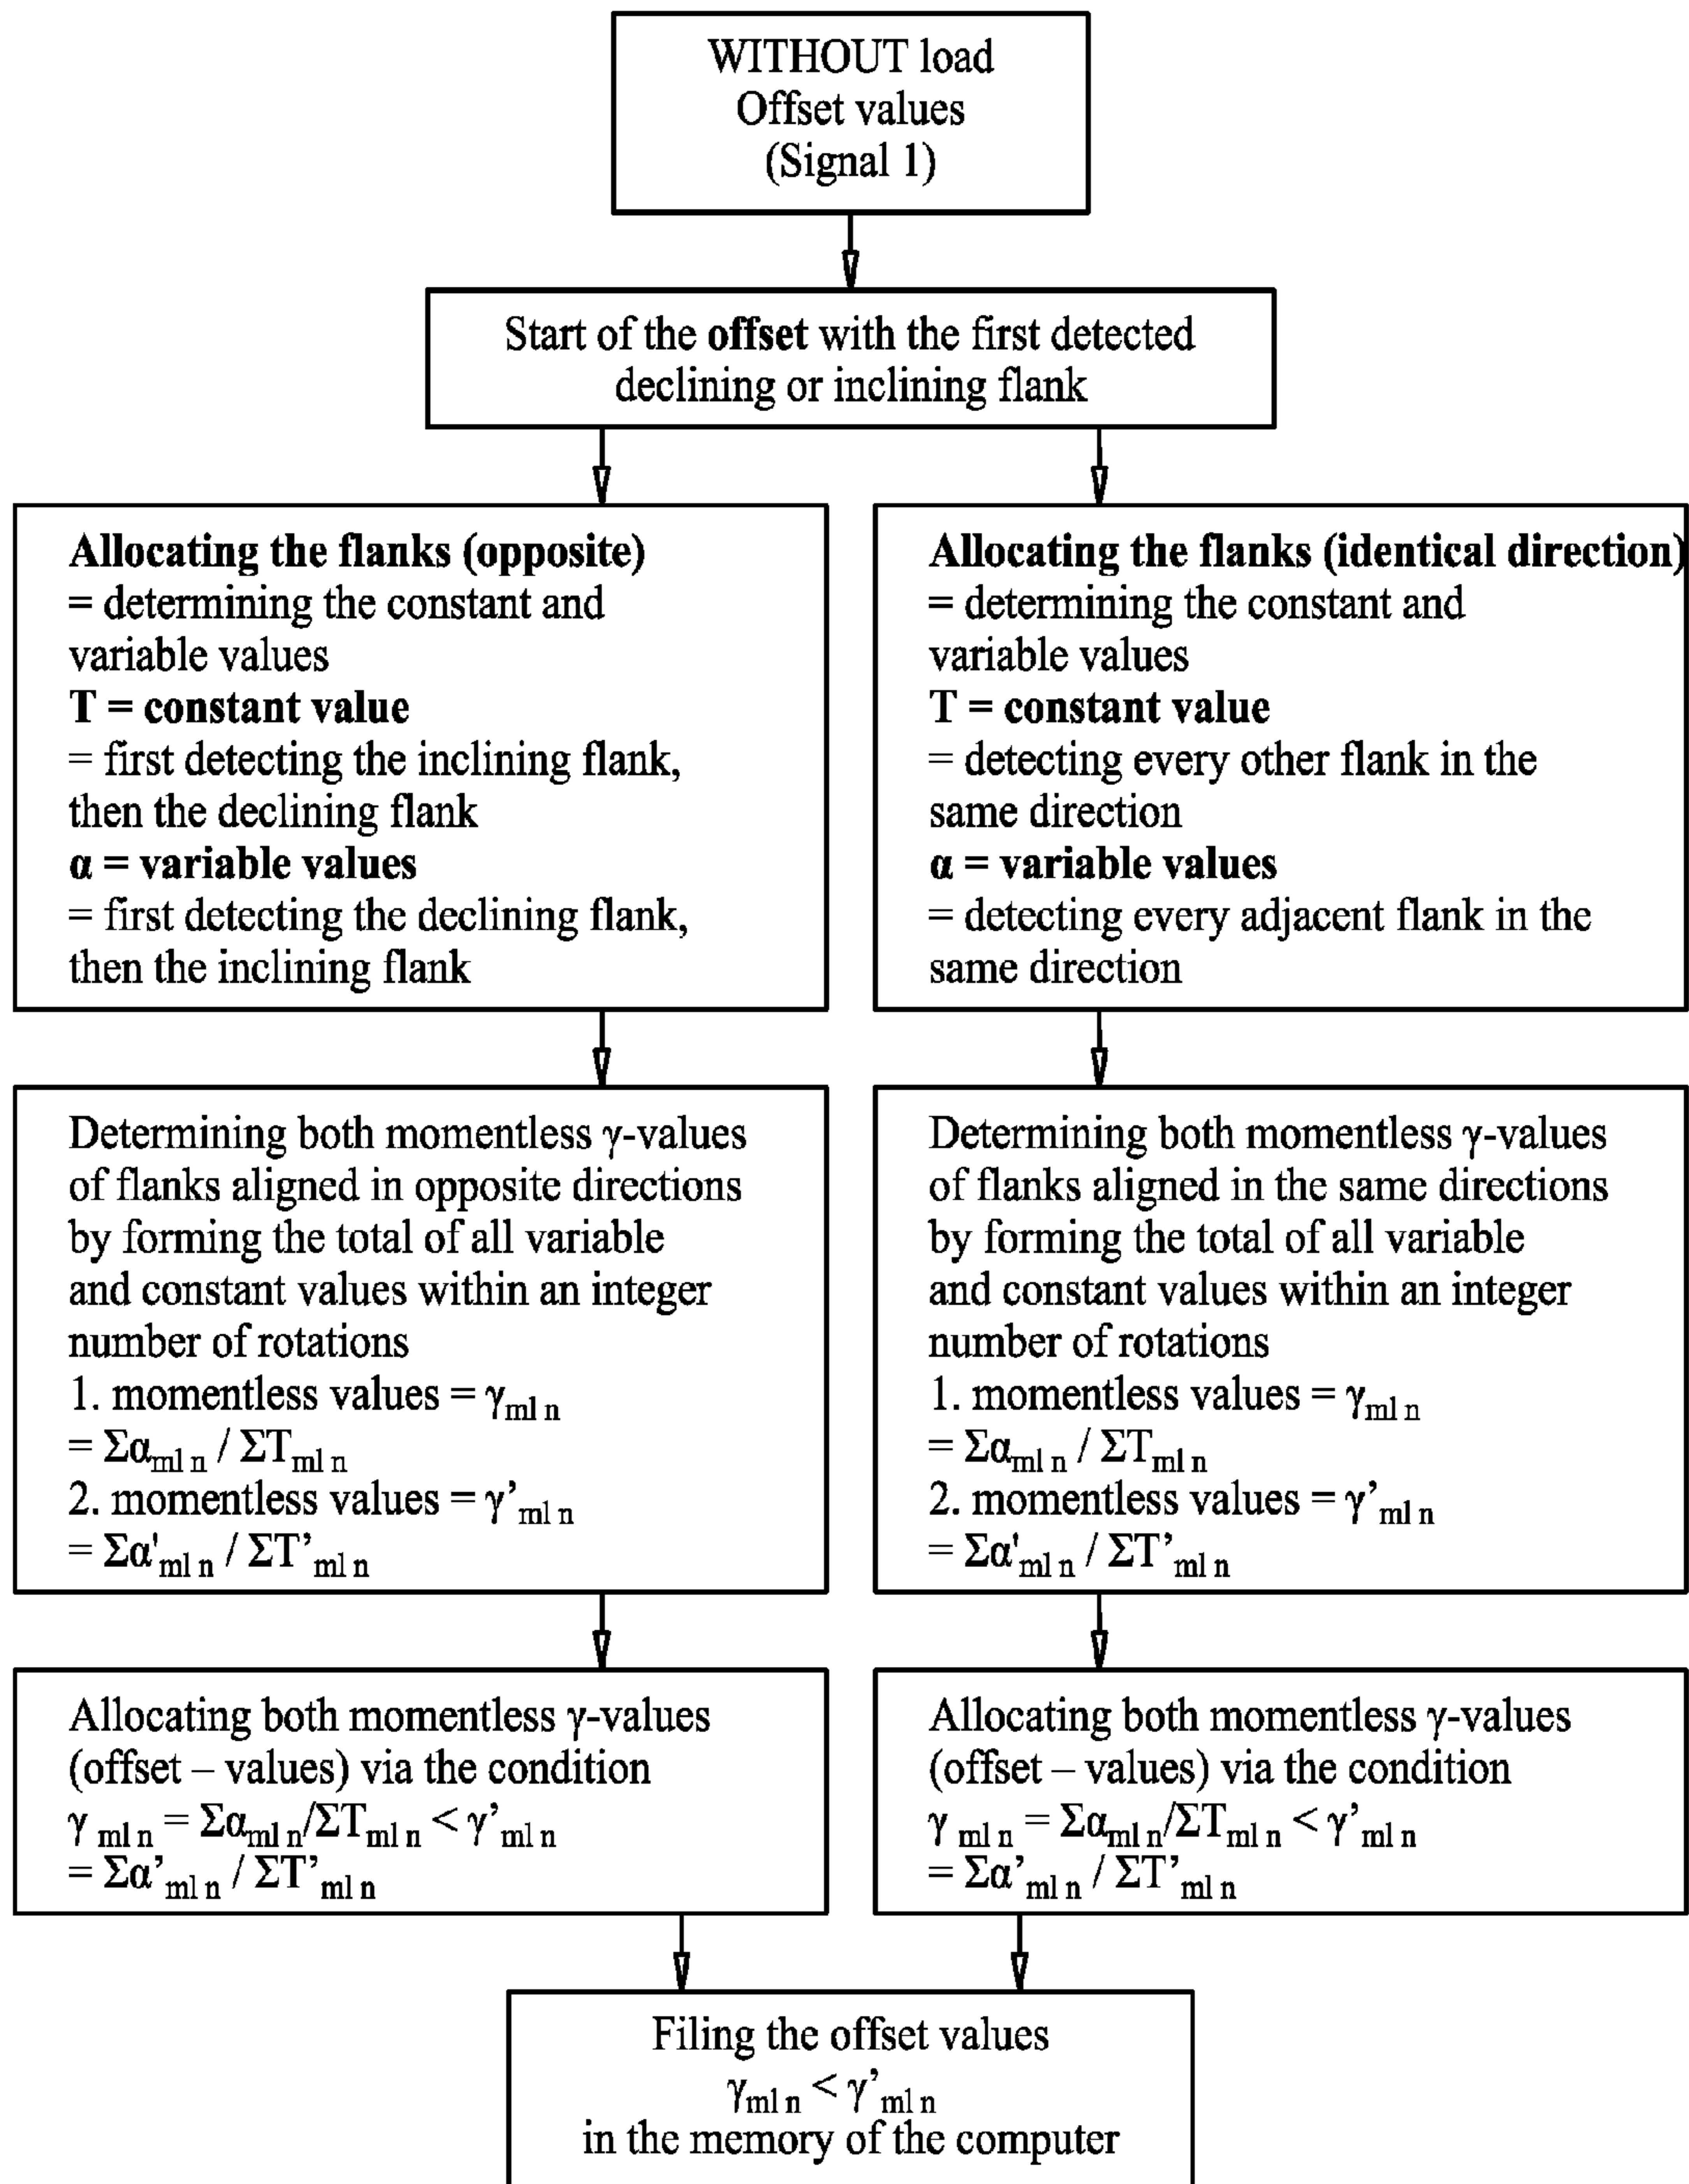 WITHOUT load
Offset values
(Signal 1)
Start of the offset with the first detected
declining or inclining flank
Allocating the flanks (opposite)
= determining the constant and
variable values
T = constant value
= first detecting the inclining flank,
then the declining flank
α = variable values
= first detecting the declining flank,
then the inclining flank
Allocating the flanks (identical direction)
= determining the constant and
variable values
T = constant value
= detecting every other flank in the
same direction
α = variable values
= detecting every adjacent flank in the
same direction
Determining both momentless γ-values
of flanks aligned in opposite directions
by forming the total of all variable
and constant values within an integer
number of rotations
1. momentless values = γml n
= Σαml n / ΣTml n
2. momentless values = γ’ml n
= Σα'ml n / ΣT’ml n
Determining both momentless γ-values
of flanks aligned in the same directions
by forming the total of all variable
and constant values within an integer
number of rotations
1. momentless values = γml n
= Σαml n / ΣTml n
2. momentless values = γ’ml n
= Σα'ml n / ΣT’ml n
Allocating both momentless γ-values
(offset – values) via the condition
γ ml n = Σαml n/ΣTml n < γ’ml n
= Σα’ml n / ΣT’ml n
Allocating both momentless γ-values
(offset – values) via the condition
γ ml n = Σαml n/ΣTml n < γ’ml n
= Σα’ml n / ΣT’ml n
Filing the offset values
γml n < γ’ml n
in the memory of the computer